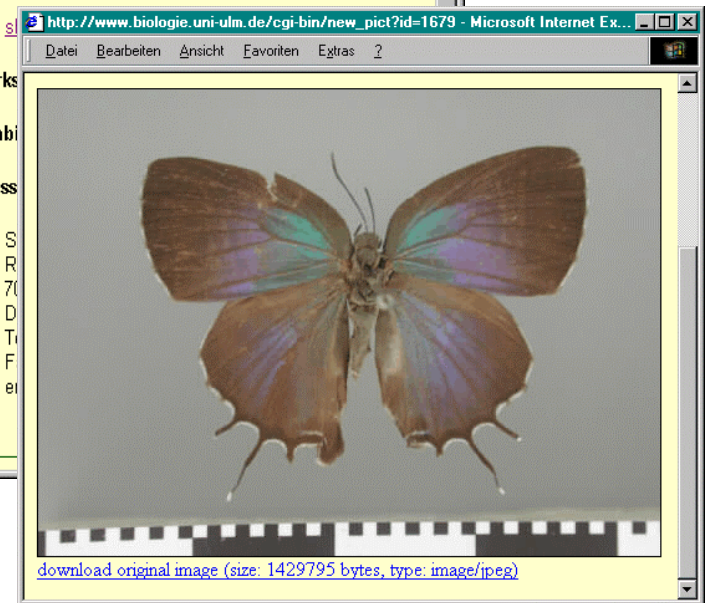 http://www.biologie.uni-ulm.de/cgi-bin/new_pict?id=1679 - Microsoft Internet Ex...
Datei Bearbeiten Ansicht Favoriten Extras ?
download original image (size: 1429795 bytes, type: image/jpeg)